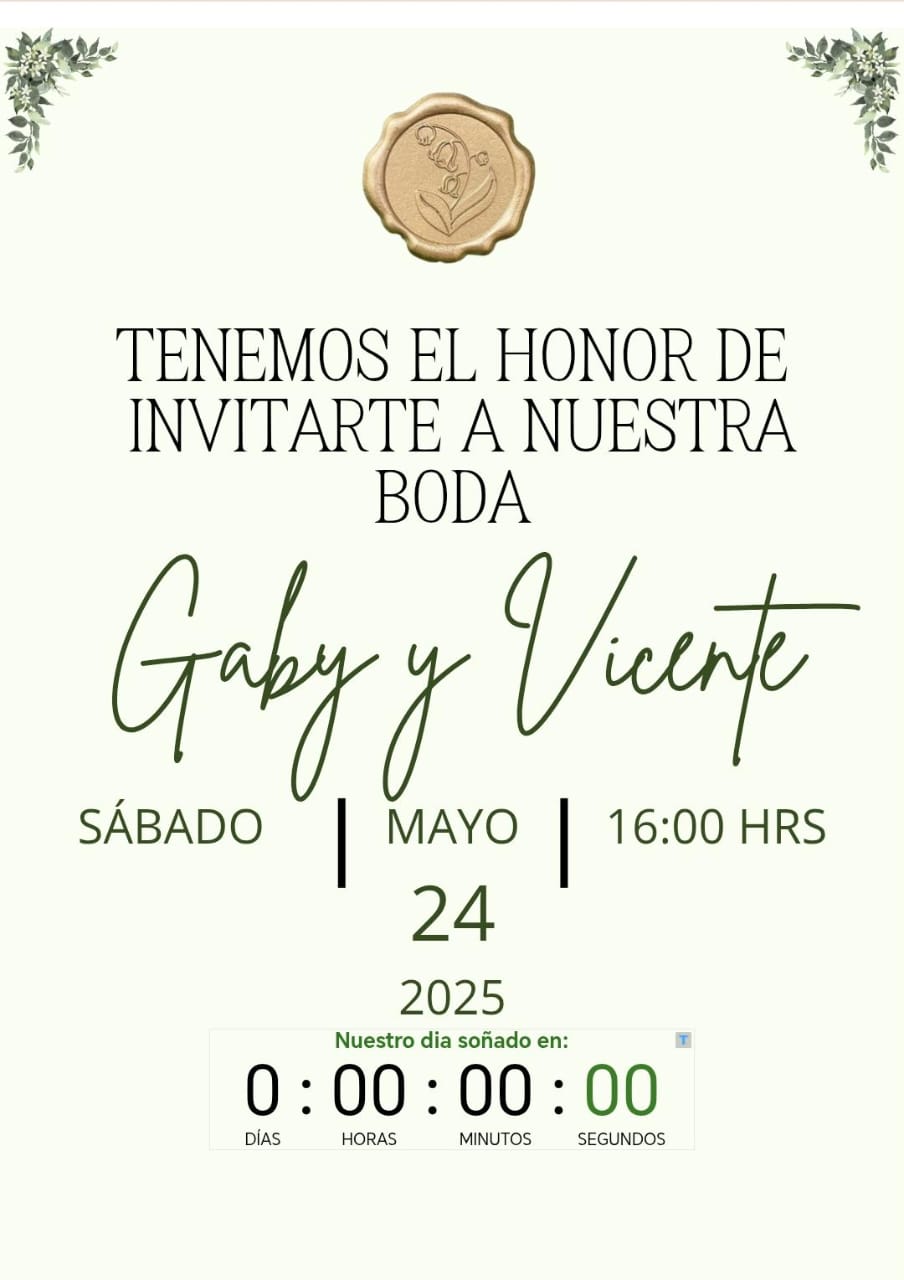 TENEMOS EL HONOR DE
INVITARTE A NUESTRA
BODA
Gaby y Vicente
SÁBADO | MAYO | 16:00 HRS
24
2025
Nuestro dia soñado en:
T
0 : 00 : 00 : 00
DÍAS HORAS MINUTOS SEGUNDOS